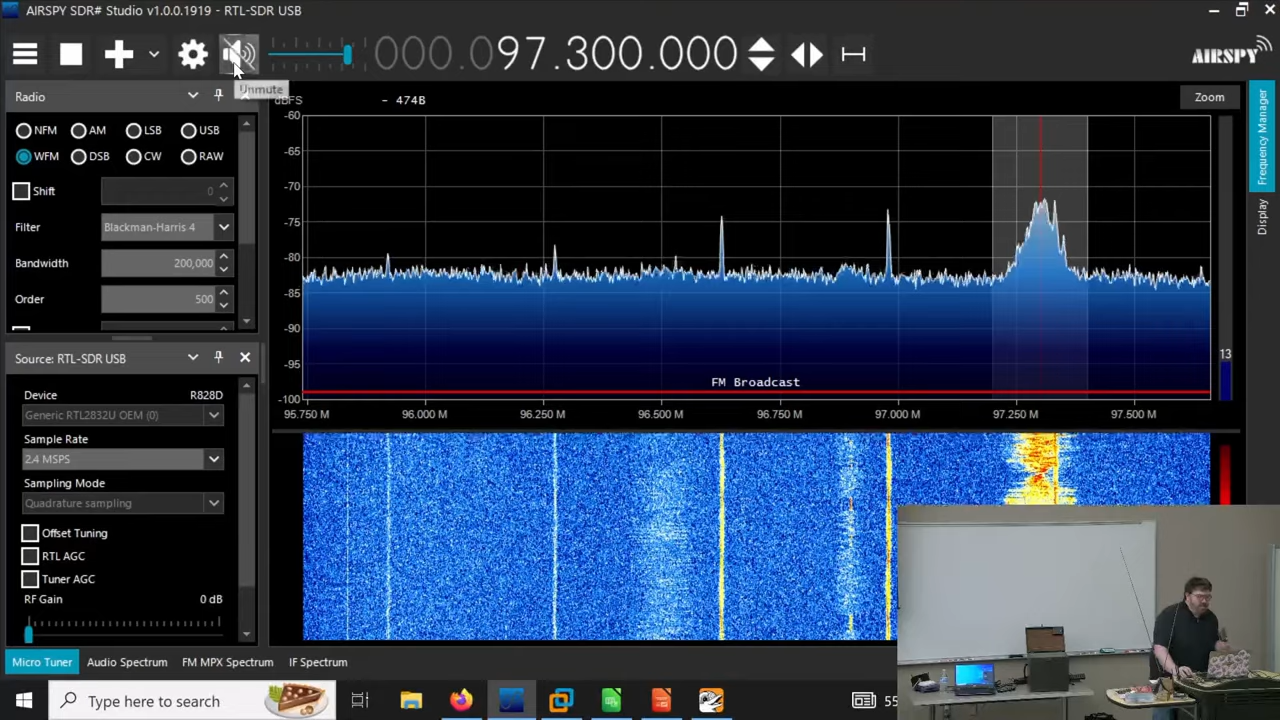 AIRSPY SDR# Studio v1.0.0.1919 - RTL-SDR USB
000.097.300.000
AIRSPY
Radio
Unmute
dBFS
- 474B
Zoom
Frequency Manager
Display
NFM AM LSB USB
WFM DSB CW RAW
Shift 0
Filter Blackman-Harris 4
Bandwidth 200,000
Order 500
-60
-65
-70
-75
-80
-85
-90
-95
-100
13
FM Broadcast
96.750 M 96.000 M 96.250 M 96.500 M 96.750 M 97.000 M 97.250 M 97.500 M
Source: RTL-SDR USB
Device R828D
Generic RTL2832U OEM (0)
Sample Rate
2.4 MSPS
Sampling Mode
Quadrature sampling
Offset Tuning
RTL AGC
Tuner AGC
RF Gain 0 dB
Micro Tuner Audio Spectrum FM MPX Spectrum IF Spectrum
Type here to search
55